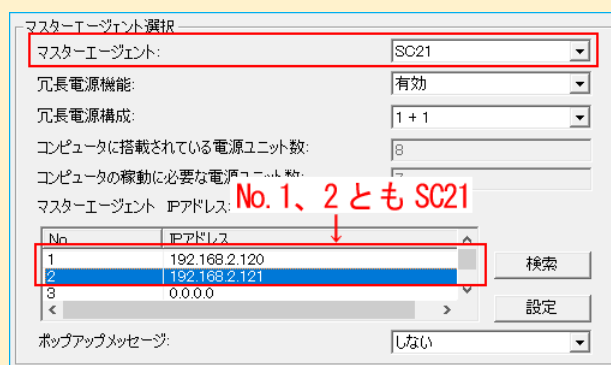 マスターエージェント選択
マスターエージェント: SC21
冗長電源機能: 有効
冗長電源構成: 1 + 1
コンピュータに搭載されている電源ユニット数: 8
コンピュータの稼動に必要な電源ユニット数:
マスターエージェント IPアドレス:
No.1、2とも SC21
↓
No. IPアドレス
1 192.168.2.120
2 192.168.2.121
3 0.0.0.0
検索
設定
ポップアップメッセージ: しない